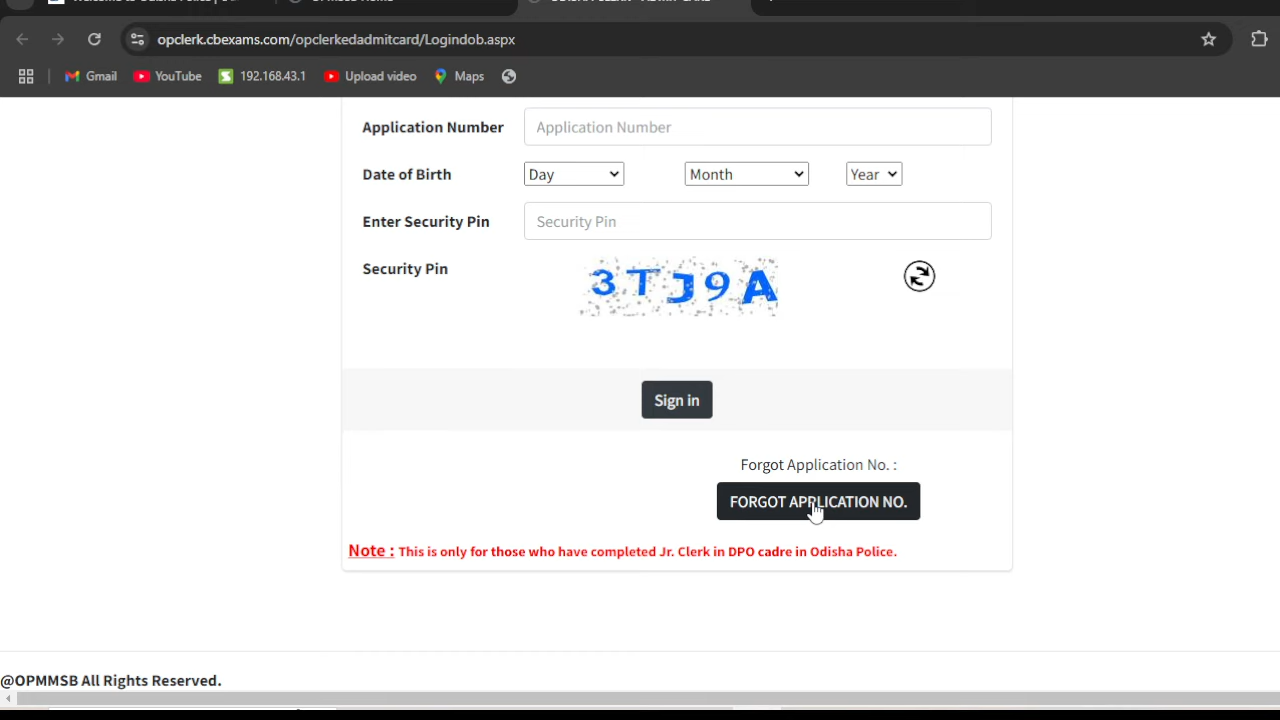 opclerk.cbexams.com/opclerkedadmitcard/Logindob.aspx
Gmail YouTube 192.168.43.1 Upload video Maps
Application Number Application Number
Date of Birth Day Month Year
Enter Security Pin Security Pin
Security Pin 3TJ9A
Sign in
Forgot Application No. :
FORGOT APPLICATION NO.
Note : This is only for those who have completed Jr. Clerk in DPO cadre in Odisha Police.
@OPMMSB All Rights Reserved.